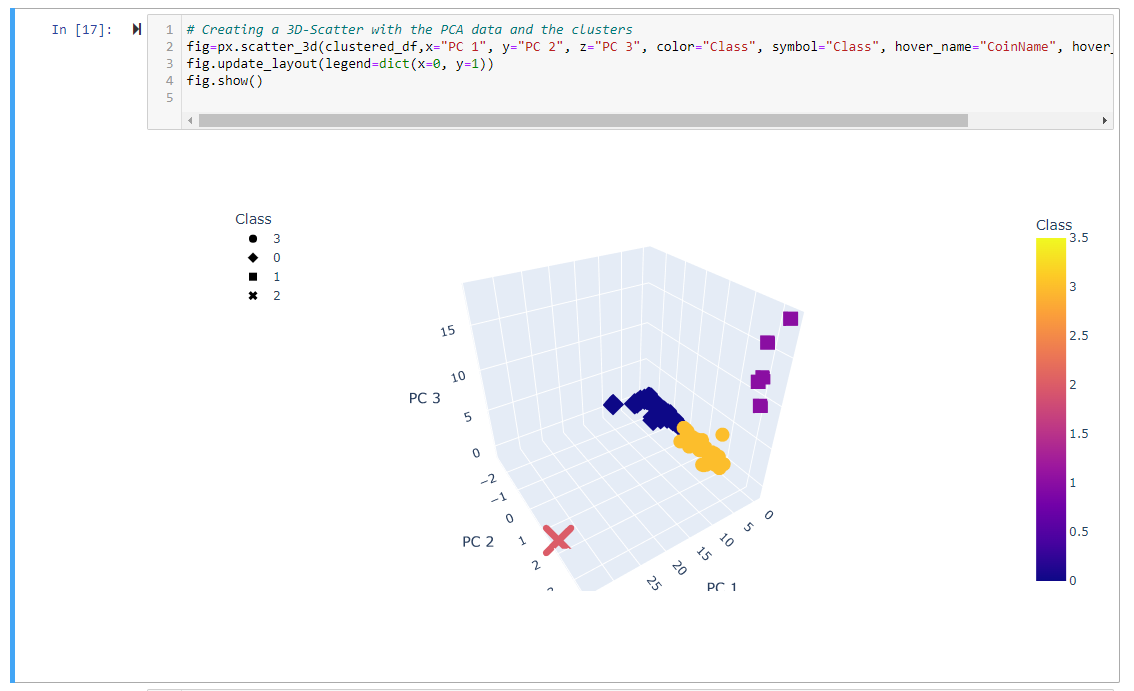 In [17]:
1 # Creating a 3D-Scatter with the PCA data and the clusters
2 fig=px.scatter_3d(clustered_df,x="PC 1", y="PC 2", z="PC 3", color="Class", symbol="Class", hover_name="CoinName", hover_
3 fig.update_layout(legend=dict(x=0, y=1))
4 fig.show()
5
Class
3
0
1
2
15
10
PC 3
5
0
-2
-1
0
PC 2
1
2
0
5
10
15
20
25
PC 1
Class
3.5
3
2.5
2
1.5
1
0.5
0